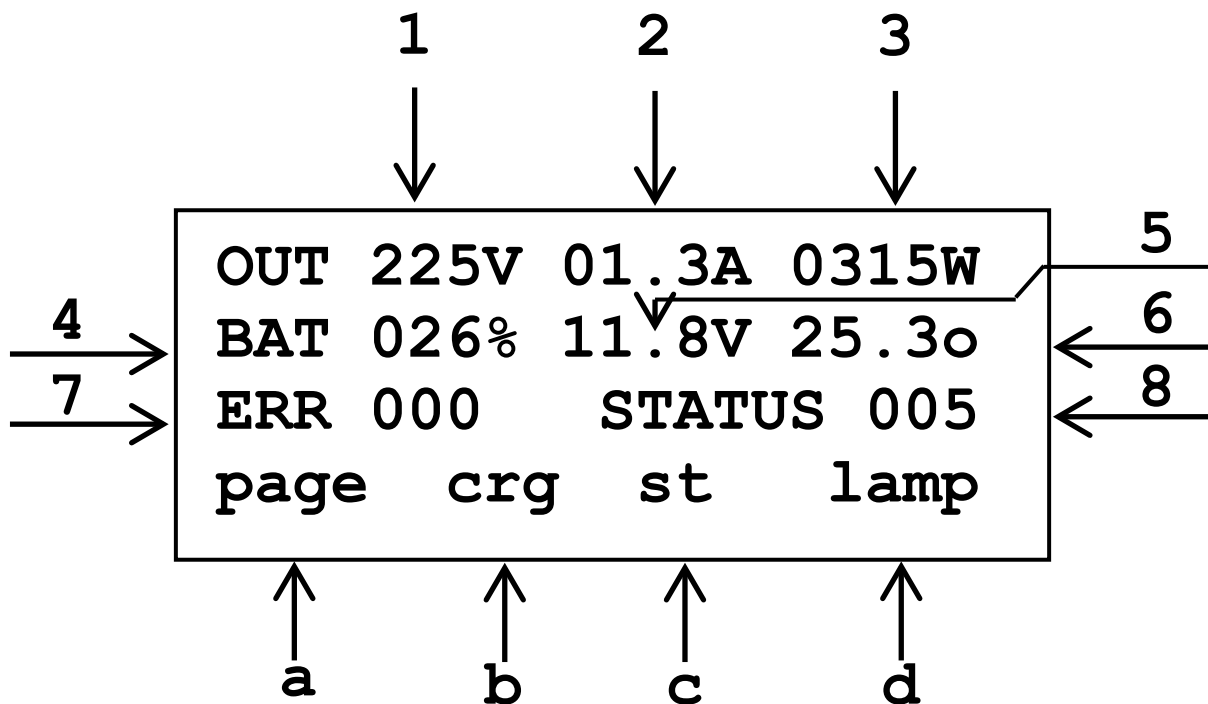 1 2 3
OUT 225V 01.3A 0315W
5
4
BAT 026% 11.8V 25.3o
6
7
ERR 000 STATUS 005
8
page crg st lamp
a b c d